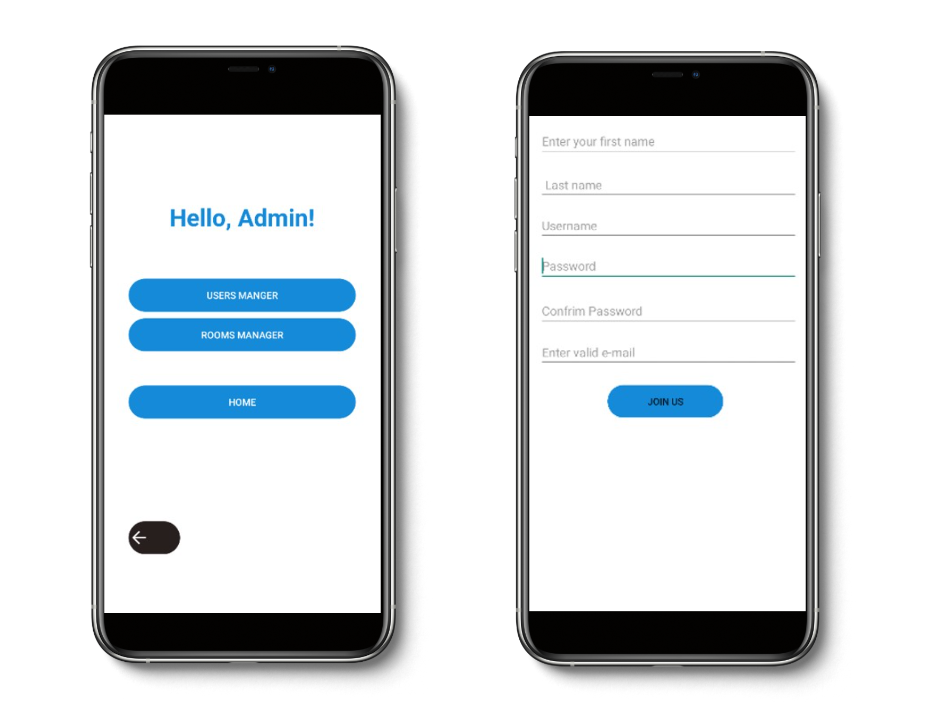 Hello, Admin!
USERS MANGER
ROOMS MANAGER
HOME
Enter your first name
Last name
Username
Password
Confrim Password
Enter valid e-mail
JOIN US